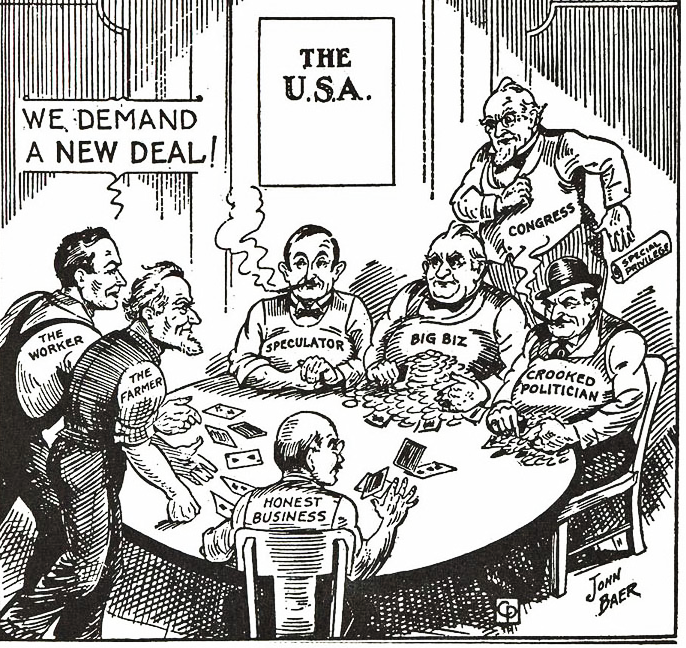 THE
U.S.A.
WE DEMAND
A NEW DEAL!
CONGRESS
SPECIAL
PRIVILEGE
THE
WORKER
THE
FARMER
SPECULATOR
BIG BIZ
CROOKED
POLITICIAN
HONEST
BUSINESS
JOHN
BAER